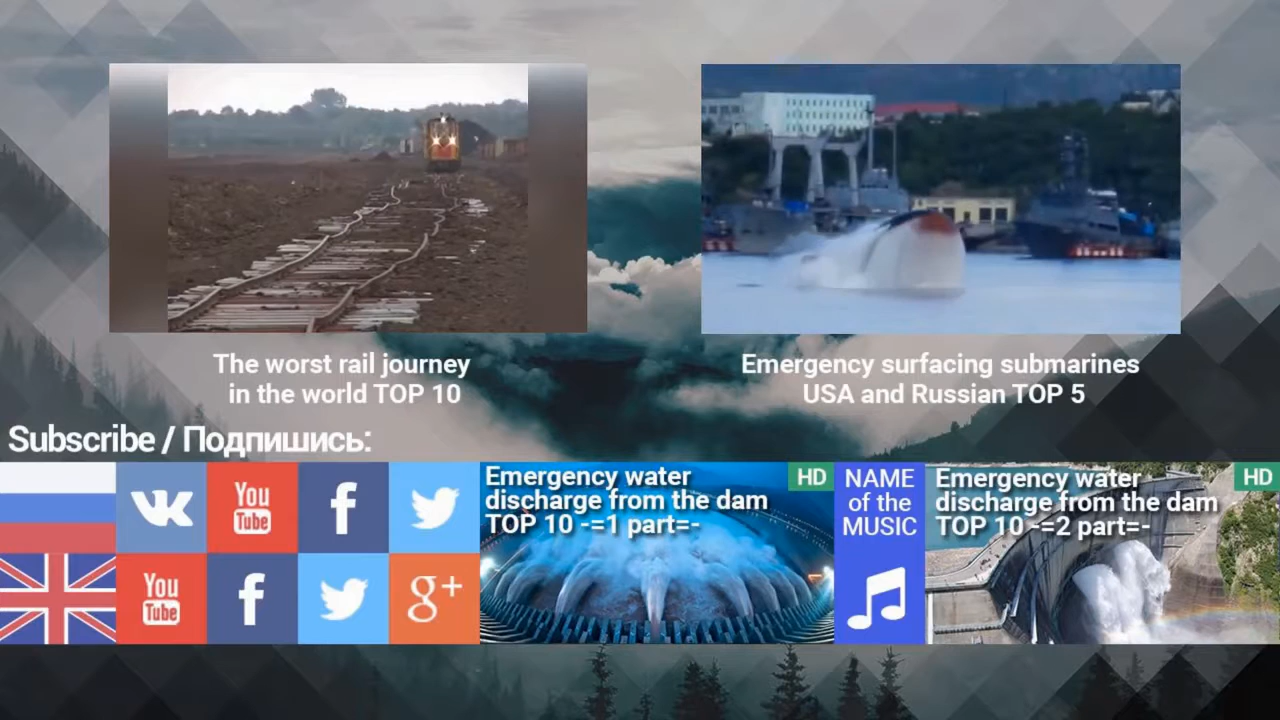 The worst rail journey
in the world TOP 10
Emergency surfacing submarines
USA and Russian TOP 5
Subscribe / Подпишись:
You
Tube
f
You
Tube
f
g+
Emergency water
discharge from the dam
TOP 10 -=1 part=-
HD
NAME
of the
MUSIC
Emergency water
discharge from the dam
TOP 10 -=2 part=-
HD